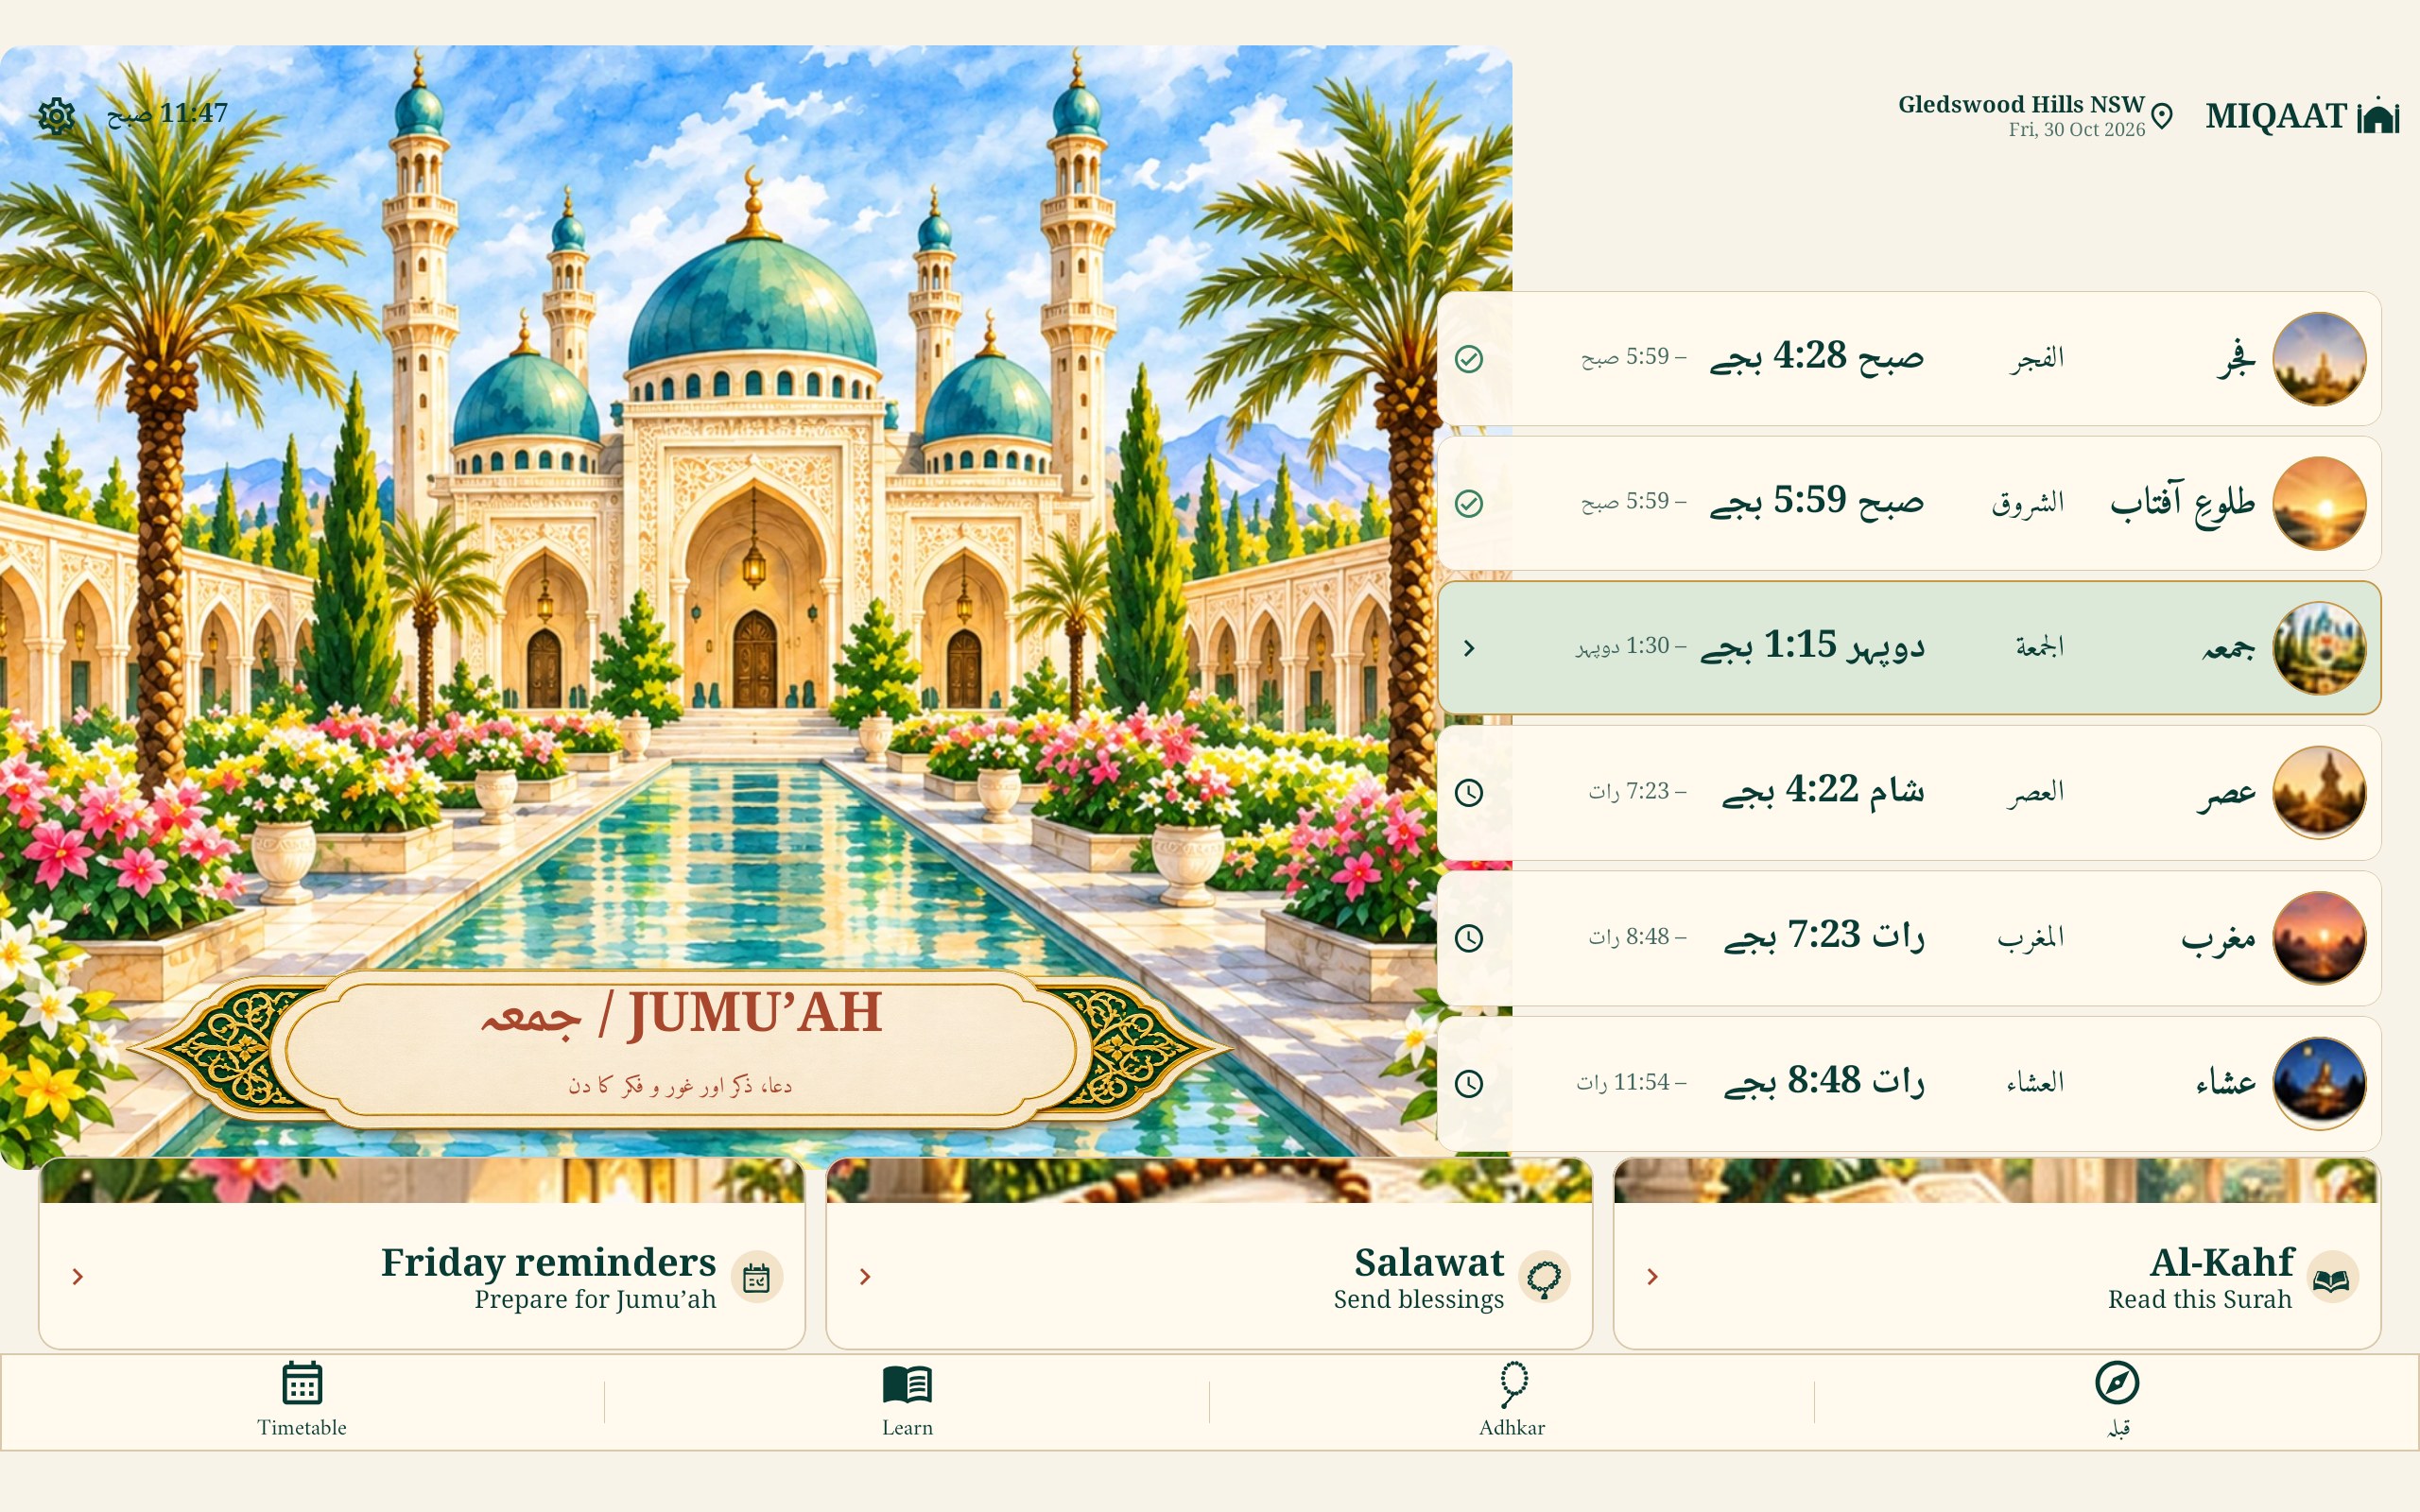 MIQAAT
Gledswood Hills NSW
Fri, 30 Oct 2026
11:47 صبح
فجر الفجر صبح 4:28 بجے – 5:59 صبح
طلوعِ آفتاب الشروق صبح 5:59 بجے – 5:59 صبح
جمعہ الجمعة دوپہر 1:15 بجے – 1:30 دوپہر
عصر العصر شام 4:22 بجے – 7:23 رات
مغرب المغرب رات 7:23 بجے – 8:48 رات
عشاء العشاء رات 8:48 بجے – 11:54 رات
JUMU’AH / جمعہ
دعا، ذکر اور غور و فکر کا دن
Al-Kahf
Read this Surah
Salawat
Send blessings
Friday reminders
Prepare for Jumu’ah
قبلہ
Adhkar
Learn
Timetable